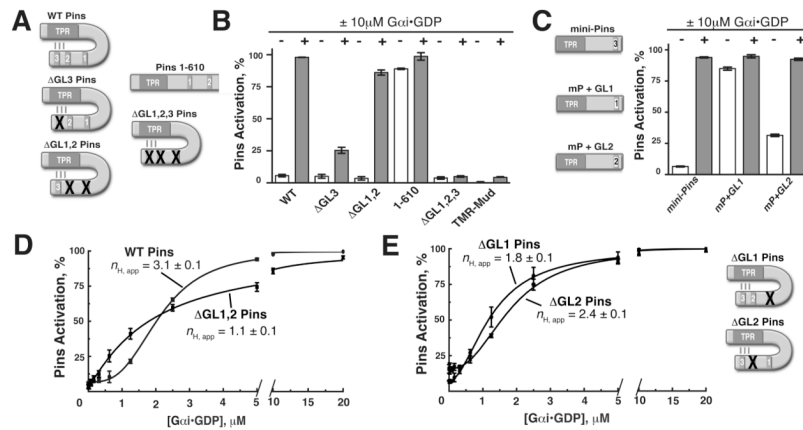 A
WT Pins
TPR
3 2 1
ΔGL3 Pins
TPR
X 2 1
ΔGL1,2 Pins
TPR
3 X X
Pins 1-610
TPR 1 2
ΔGL1,2,3 Pins
TPR
X X X
B
± 10μM Gαi•GDP
- + - + - + - + - + - +
Pins Activation, %
100
75
50
25
0
WT
ΔGL3
ΔGL1,2
1-610
ΔGL1,2,3
TMR-Mud
C
mini-Pins
TPR 3
mP + GL1
TPR 1
mP + GL2
TPR 2
± 10μM Gαi•GDP
- + - + - +
Pins Activation, %
100
75
50
25
0
mini-Pins
mP+GL1
mP+GL2
D
Pins Activation, %
100
75
50
25
WT Pins
nH, app = 3.1 ± 0.1
ΔGL1,2 Pins
nH, app = 1.1 ± 0.1
0 1 2 3 4 5 10 15 20
[Gαi•GDP], μM
E
Pins Activation, %
100
75
50
25
ΔGL1 Pins
nH, app = 1.8 ± 0.1
ΔGL2 Pins
nH, app = 2.4 ± 0.1
0 1 2 3 4 5 10 15 20
[Gαi•GDP], μM
ΔGL1 Pins
TPR
3 2 X
ΔGL2 Pins
TPR
3 X 1